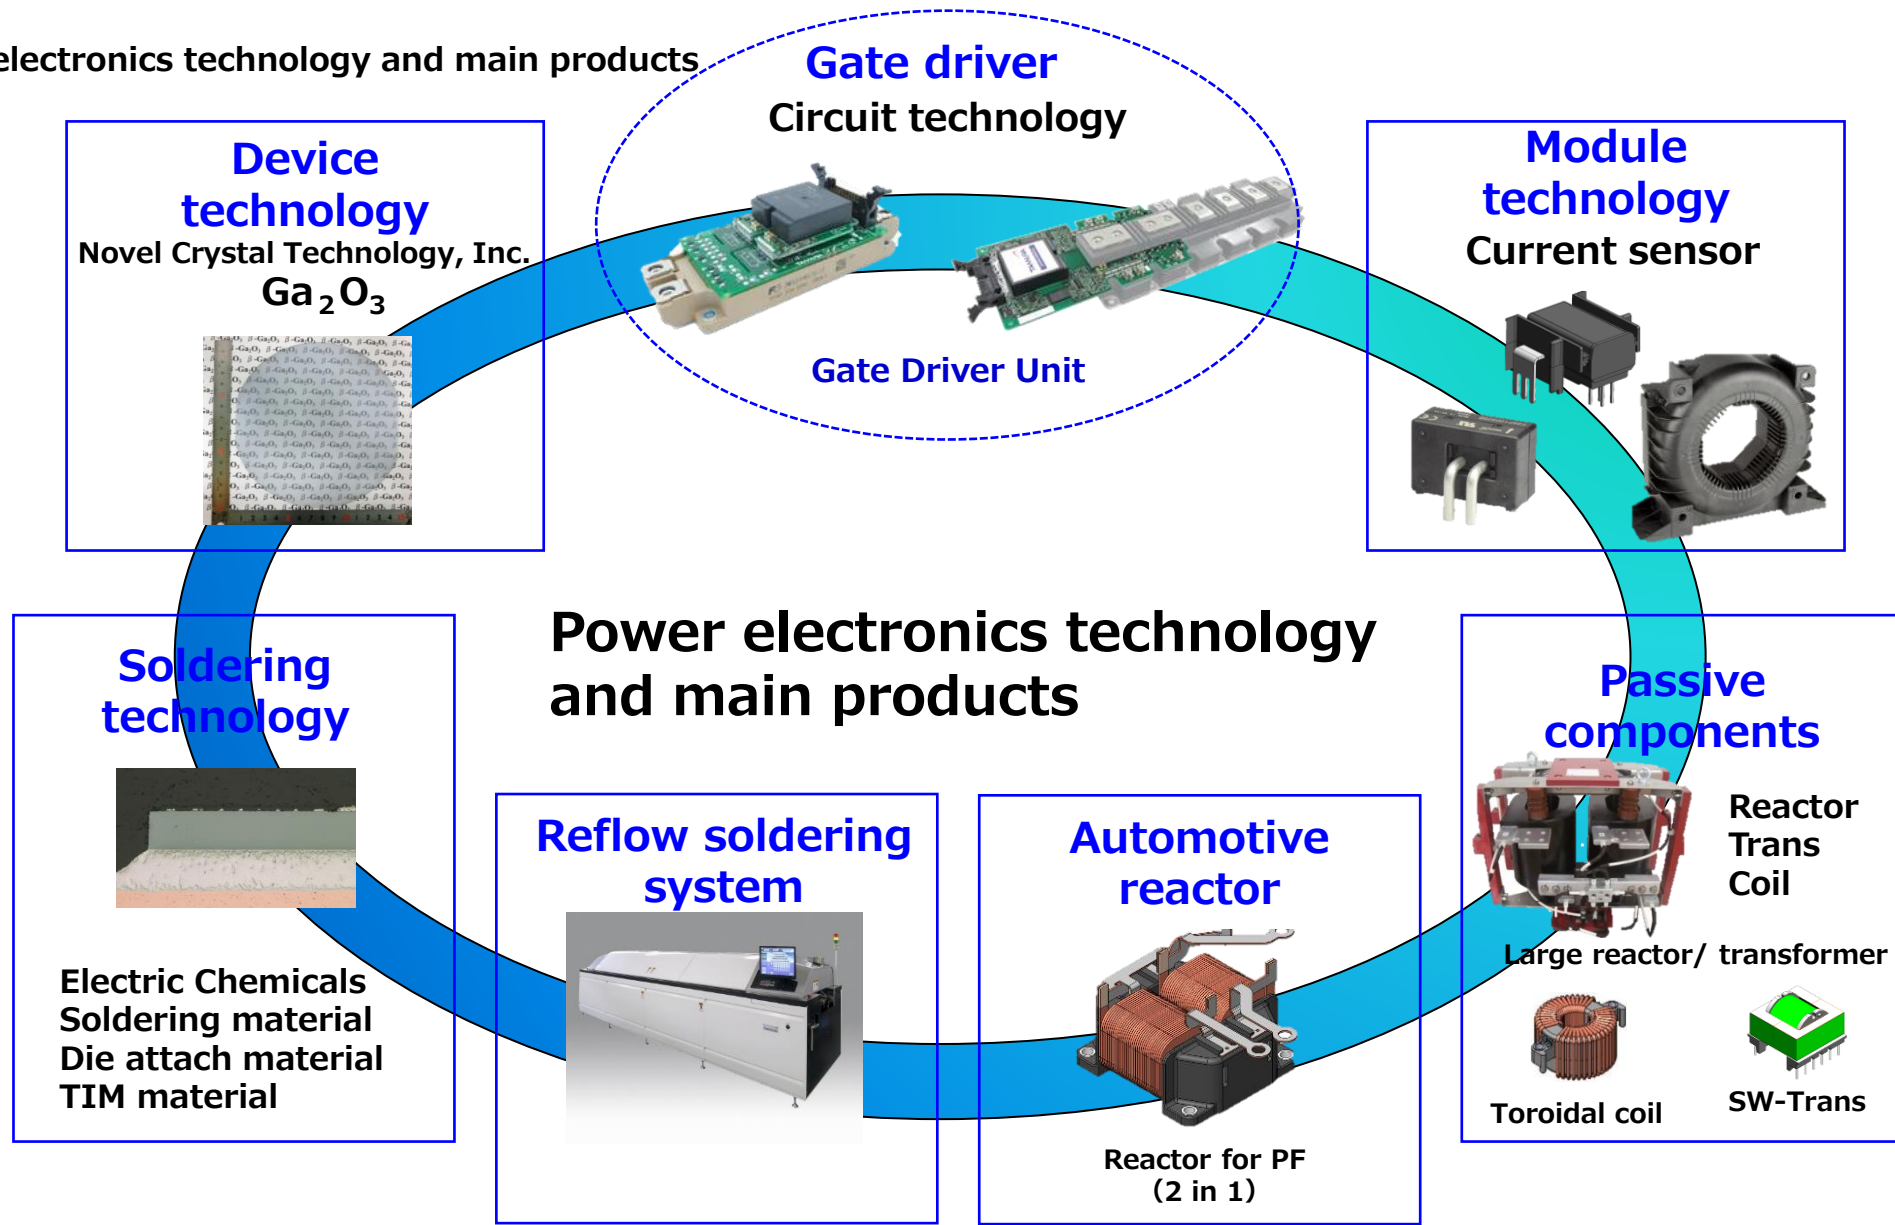 electronics technology and main products
Gate driver
Circuit technology
Gate Driver Unit
Device
technology
Novel Crystal Technology, Inc.
Ga2O3
Module
technology
Current sensor
Power electronics technology
and main products
Soldering
technology
Electric Chemicals
Soldering material
Die attach material
TIM material
Reflow soldering
system
Automotive
reactor
Reactor for PF
(2 in 1)
Passive
components
Reactor
Trans
Coil
Large reactor/ transformer
Toroidal coil
SW-Trans